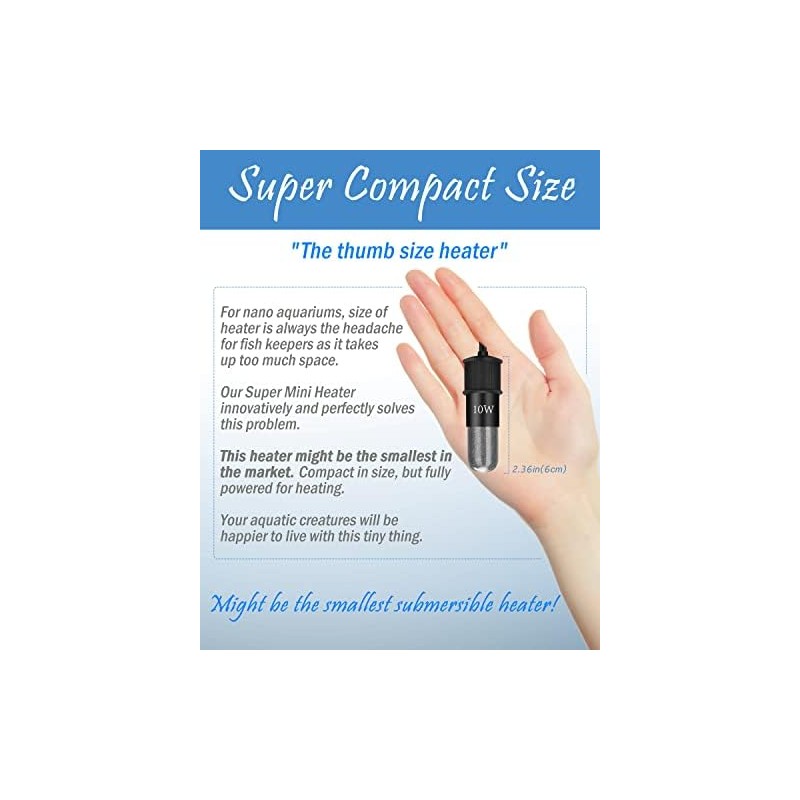 Super Compact Size
"The thumb size heater"
For nano aquariums, size of
heater is always the headache
for fish keepers as it takes
up too much space.
Our Super Mini Heater
innovatively and perfectly solves
this problem.
This heater might be the smallest in
the market. Compact in size, but fully
powered for heating.
Your aquatic creatures will be
happier to live with this tiny thing.
10W
2.36in(6cm)
Might be the smallest submersible heater!